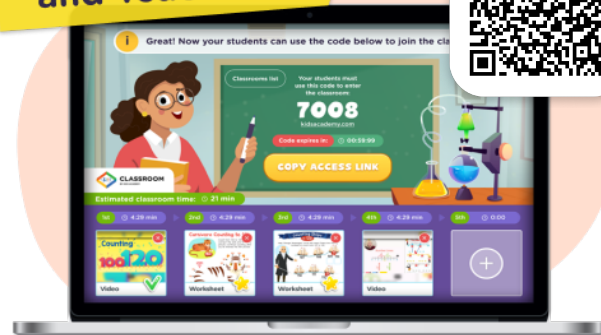 and
i Great! Now your students can use the code below to join the cla
Classrooms list
Your students must
use this code to enter
the classroom:
7008
kidsacademy.com
Code expires in: 00:59:99
COPY ACCESS LINK
CLASSROOM
Estimated classroom time: 21 min
1st 4:29 min 2nd 4:29 min 3rd 4:29 min 4th 4:29 min 5th 0:00
Counting
100 120
Video
Worksheet
Worksheet
Video